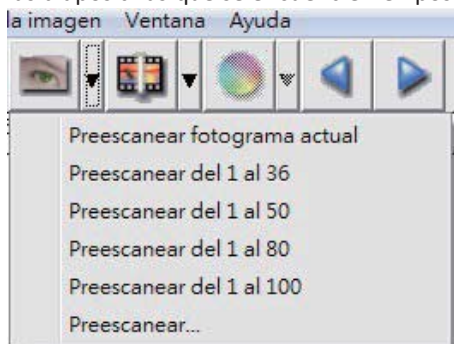 la imagen Ventana Ayuda
Preescanear fotograma actual
Preescanear del 1 al 36
Preescanear del 1 al 50
Preescanear del 1 al 80
Preescanear del 1 al 100
Preescanear...